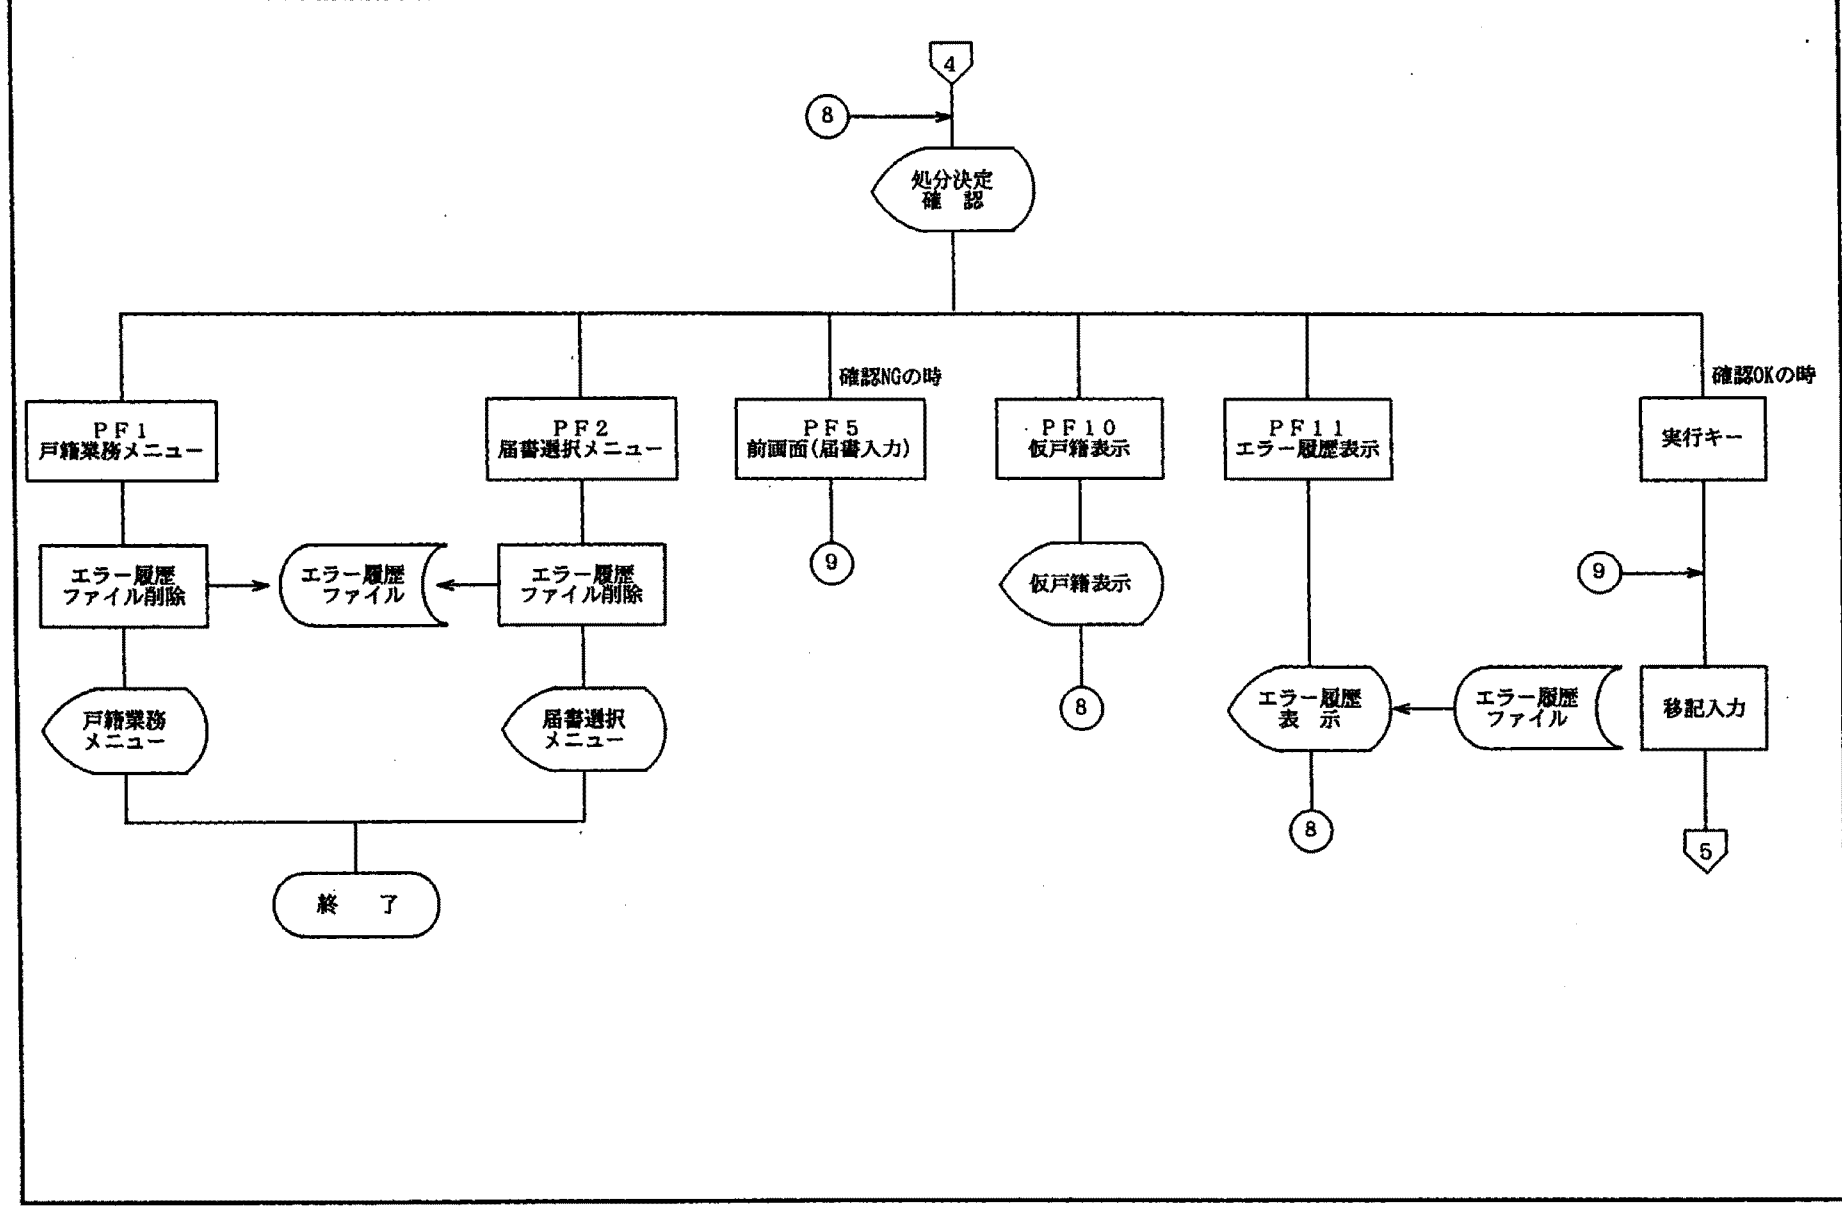 4
8
処分決定
確 認
確認NGの時
確認OKの時
PF1
戸籍業務メニュー
PF2
届書選択メニュー
PF5
前画面(届書入力)
PF10
仮戸籍表示
PF11
エラー履歴表示
実行キー
エラー履歴
ファイル削除
エラー履歴
ファイル
エラー履歴
ファイル削除
9
仮戸籍表示
9
戸籍業務
メニュー
届書選択
メニュー
8
エラー履歴
表 示
エラー履歴
ファイル
移記入力
8
5
終 了